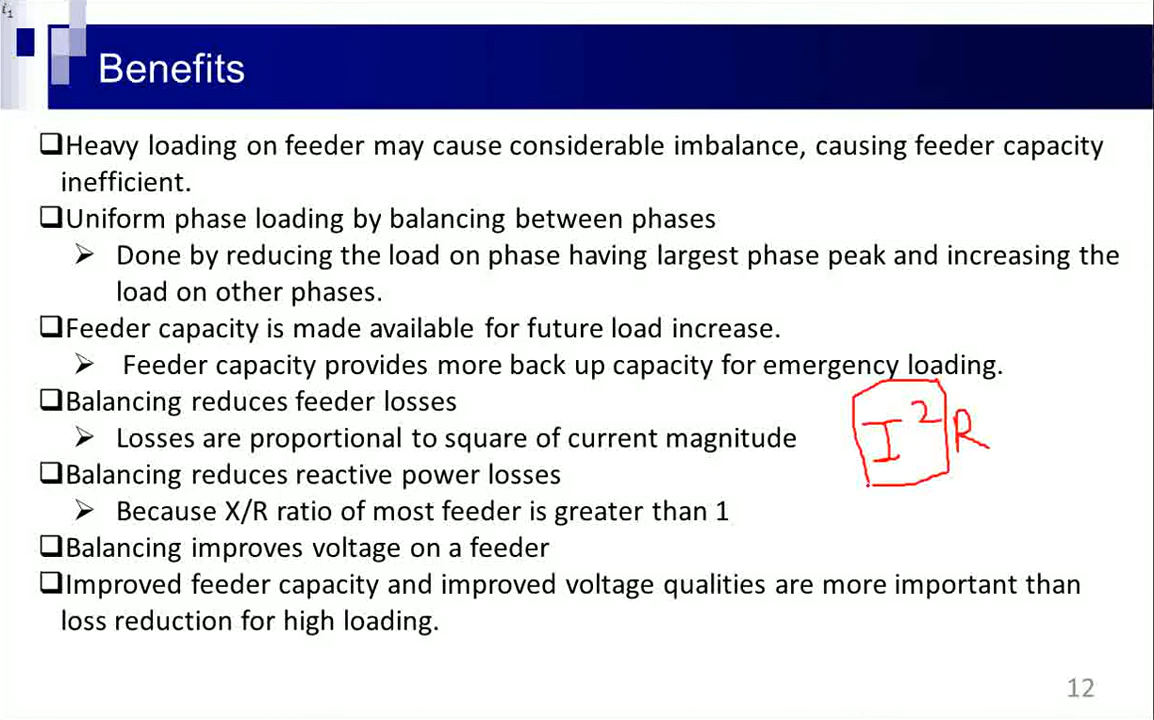 i₁
Benefits
❑Heavy loading on feeder may cause considerable imbalance, causing feeder capacity
inefficient.
❑Uniform phase loading by balancing between phases
➢ Done by reducing the load on phase having largest phase peak and increasing the
load on other phases.
❑Feeder capacity is made available for future load increase.
➢ Feeder capacity provides more back up capacity for emergency loading.
❑Balancing reduces feeder losses
➢ Losses are proportional to square of current magnitude
I²R
❑Balancing reduces reactive power losses
➢ Because X/R ratio of most feeder is greater than 1
❑Balancing improves voltage on a feeder
❑Improved feeder capacity and improved voltage qualities are more important than
loss reduction for high loading.
12